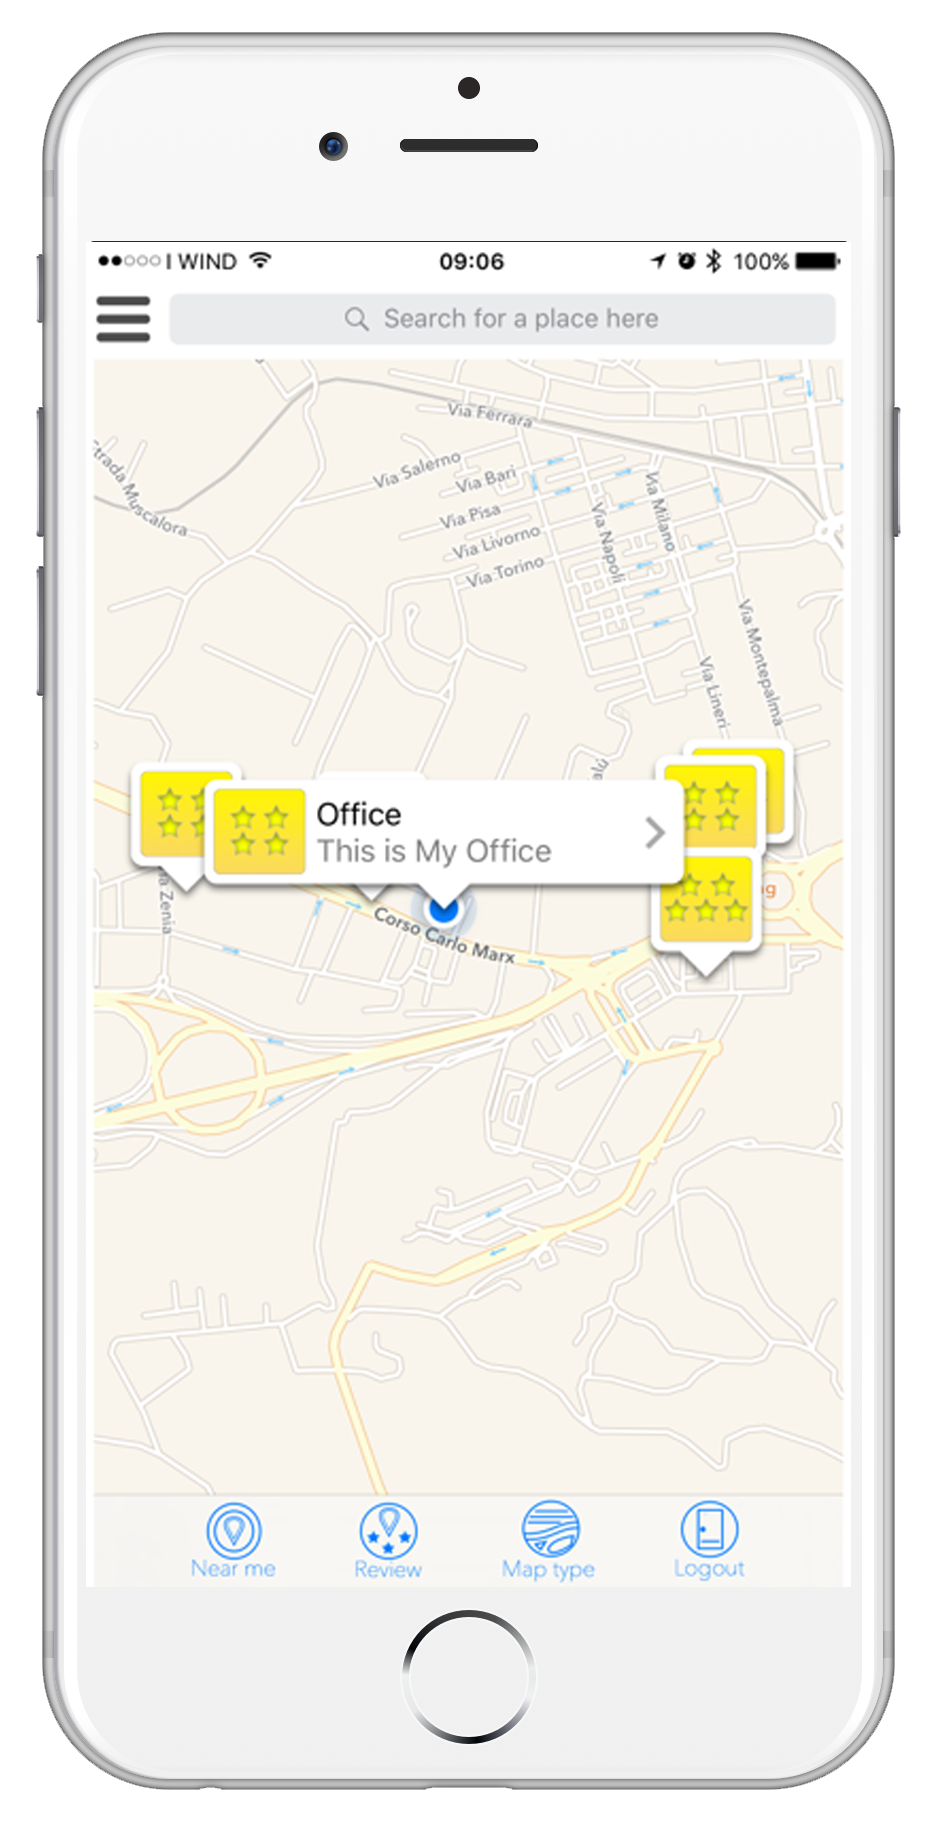 I WIND
09:06
100%
Search for a place here
Via Ferrara
Via Salerno
Via Bari
Strada Muscalora
Via Milano
Via Pisa
Via Napoli
Via Livorno
Via Torino
Via Montepalma
Via Lineri
Office
This is My Office
Zenia
Corso Carlo Marx
Near me
Review
Map type
Logout